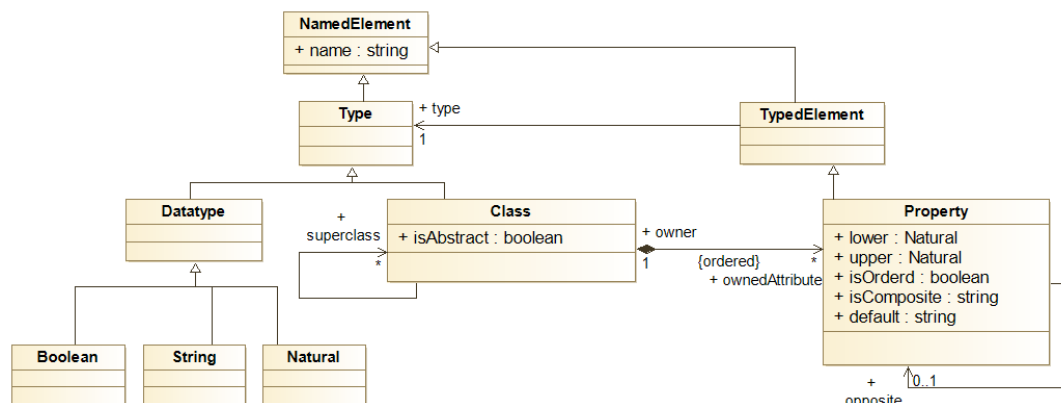 NamedElement
+ name : string
Type
+ type
1
TypedElement
Datatype
+
superclass
*
Class
+ isAbstract : boolean
+ owner
1
{ordered}
+ ownedAttribute
*
Property
+ lower : Natural
+ upper : Natural
+ isOrderd : boolean
+ isComposite : string
+ default : string
Boolean
String
Natural
+
opposite
0..1